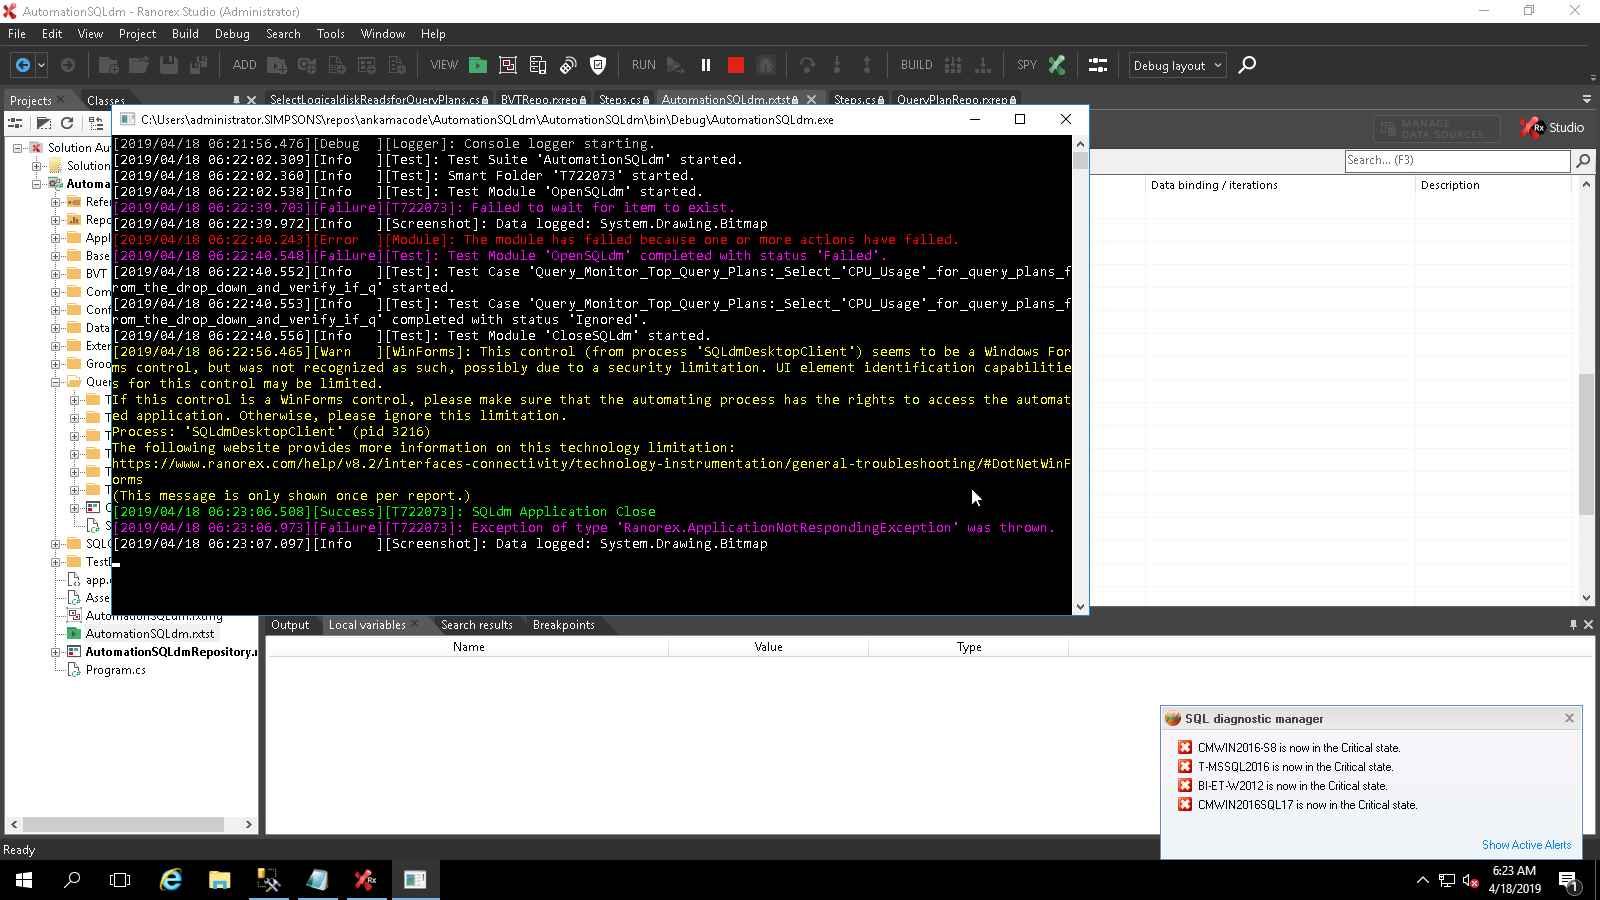 AutomationSQLdm - Ranorex Studio (Administrator)
File Edit View Project Build Debug Search Tools Window Help
ADD VIEW RUN BUILD SPY Debug layout
Projects Classes SelectLogicaldiskReadsforQueryPlans.cs BVTRepo.rxrep Steps.cs AutomationSQLdm.rxtst Steps.cs QueryPlanRepo.rxrep
C:\Users\administrator.SIMPSONS\repos\ankamacode\AutomationSQLdm\AutomationSQLdm\bin\Debug\AutomationSQLdm.exe
MANAGE
DATA SOURCES...
Rx Studio
Search... (F3)
Data binding / iterations Description
Solution Au
Solution
Automa
Refer
Repo
Appl
Base
BVT
Com
Conf
Data
Exter
Groo
Quer
T
T
T
T
T
T
C
S
SQLC
TestD
app.c
Asse
AutomationSQLdm.rxtmg
AutomationSQLdm.rxtst
AutomationSQLdmRepository.r
Program.cs
[2019/04/18 06:21:56.476][Debug  ][Logger]: Console logger starting.
[2019/04/18 06:22:02.309][Info   ][Test]: Test Suite 'AutomationSQLdm' started.
[2019/04/18 06:22:02.360][Info   ][Test]: Smart Folder 'T722073' started.
[2019/04/18 06:22:02.538][Info   ][Test]: Test Module 'OpenSQLdm' started.
[2019/04/18 06:22:39.703][Failure][T722073]: Failed to wait for item to exist.
[2019/04/18 06:22:39.972][Info   ][Screenshot]: Data logged: System.Drawing.Bitmap
[2019/04/18 06:22:40.243][Error  ][Module]: The module has failed because one or more actions have failed.
[2019/04/18 06:22:40.548][Failure][Test]: Test Module 'OpenSQLdm' completed with status 'Failed'.
[2019/04/18 06:22:40.552][Info   ][Test]: Test Case 'Query_Monitor_Top_Query_Plans:_Select_'CPU_Usage'_for_query_plans_f
rom_the_drop_down_and_verify_if_q' started.
[2019/04/18 06:22:40.553][Info   ][Test]: Test Case 'Query_Monitor_Top_Query_Plans:_Select_'CPU_Usage'_for_query_plans_f
rom_the_drop_down_and_verify_if_q' completed with status 'Ignored'.
[2019/04/18 06:22:40.556][Info   ][Test]: Test Module 'CloseSQLdm' started.
[2019/04/18 06:22:56.465][Warn   ][WinForms]: This control (from process 'SQLdmDesktopClient') seems to be a Windows For
ms control, but was not recognized as such, possibly due to a security limitation. UI element identification capabilitie
s for this control may be limited.
If this control is a WinForms control, please make sure that the automating process has the rights to access the automat
ed application. Otherwise, please ignore this limitation.
Process: 'SQLdmDesktopClient' (pid 3216)
The following website provides more information on this technology limitation:
https://www.ranorex.com/help/v8.2/interfaces-connectivity/technology-instrumentation/general-troubleshooting/#DotNetWinF
orms
(This message is only shown once per report.)
[2019/04/18 06:23:06.508][Success][T722073]: SQLdm Application Close
[2019/04/18 06:23:06.973][Failure][T722073]: Exception of type 'Ranorex.ApplicationNotRespondingException' was thrown.
[2019/04/18 06:23:07.097][Info   ][Screenshot]: Data logged: System.Drawing.Bitmap
Output Local variables Search results Breakpoints
Name Value Type
SQL diagnostic manager
CMWIN2016-S8 is now in the Critical state.
T-MSSQL2016 is now in the Critical state.
BI-ET-W2012 is now in the Critical state.
CMWIN2016SQL17 is now in the Critical state.
Show Active Alerts
Ready
6:23 AM
4/18/2019
1